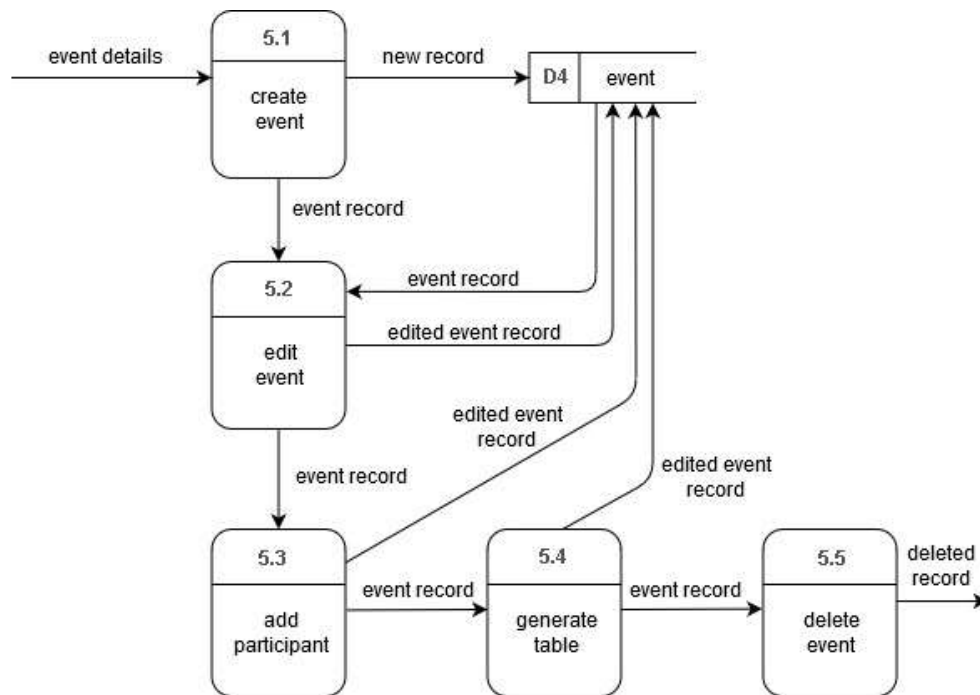 5.1
event details
new record
D4
event
create
event
event record
5.2
event record
edited event record
edit
event
edited event
record
edited event
record
event record
5.3
5.4
5.5
deleted
record
event record
event record
add
participant
generate
table
delete
event